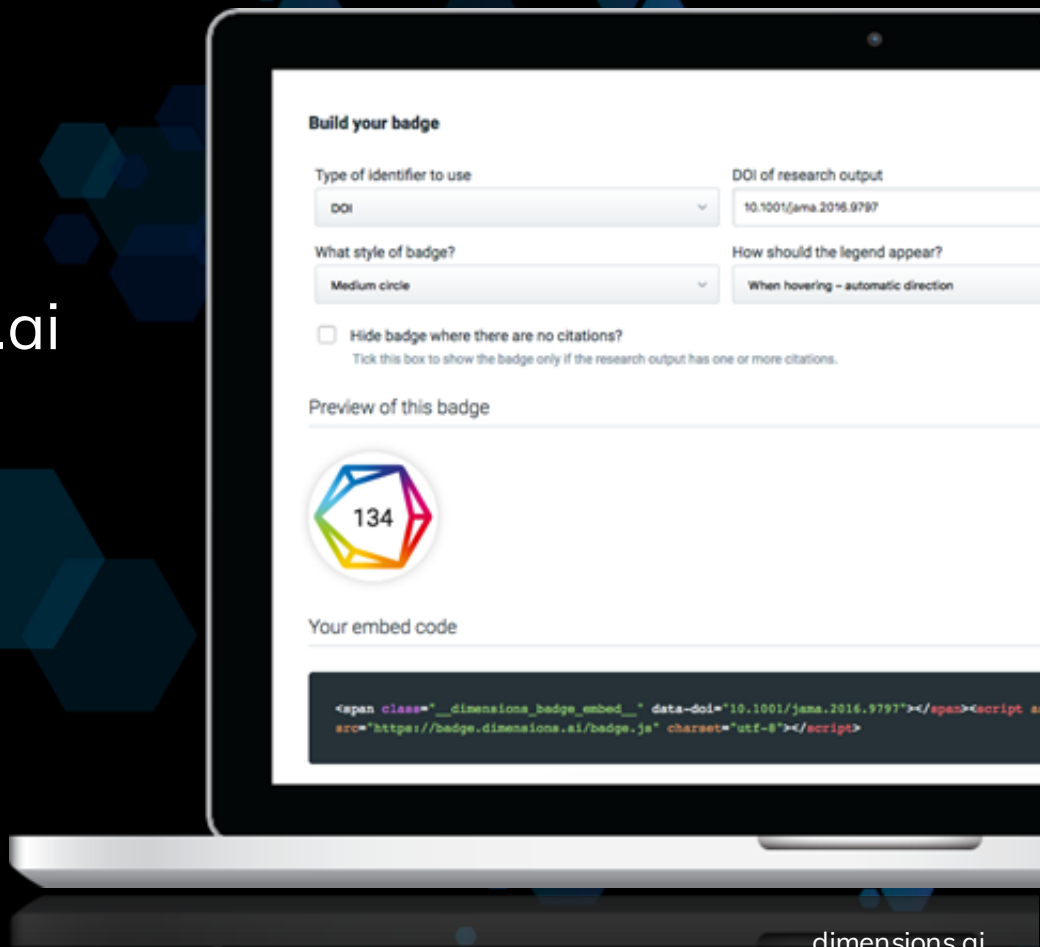 Build your badge
Type of identifier to use
DOI of research output
DOI
10.1001/jama.2016.9797
What style of badge?
How should the legend appear?
Medium circle
When hovering – automatic direction
.ai
Hide badge where there are no citations?
Tick this box to show the badge only if the research output has one or more citations.
Preview of this badge
134
Your embed code
<span class="__dimensions_badge_embed__" data-doi="10.1001/jama.2016.9797"></span><script
src="https://badge.dimensions.ai/badge.js" charset="utf-8"></script>
dimensions.ai